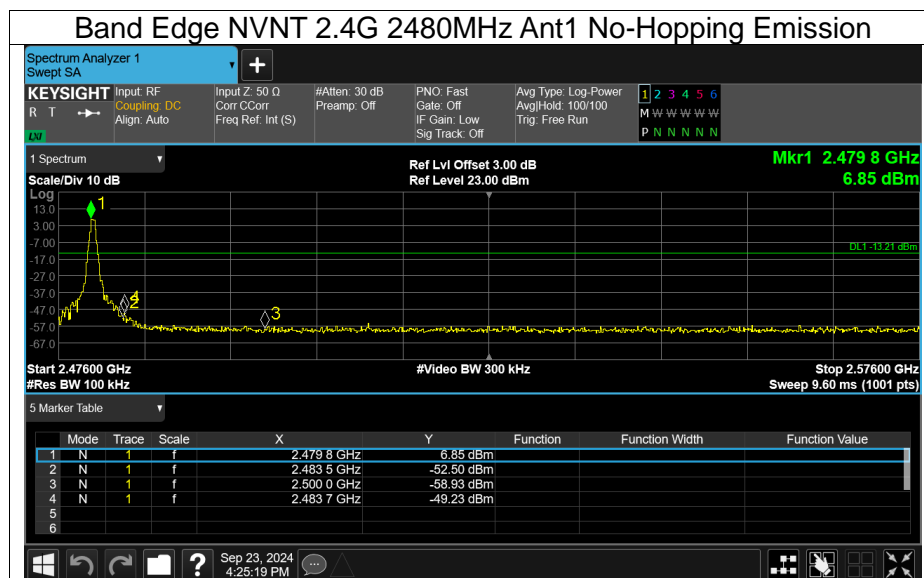 Band Edge NVNT 2.4G 2480MHz Ant1 No-Hopping Emission
Spectrum Analyzer 1
Swept SA
+
KEYSIGHT
R T
LXI
Input: RF
Coupling: DC
Align: Auto
Input Z: 50 Ω
Corr CCorr
Freq Ref: Int (S)
#Atten: 30 dB
Preamp: Off
PNO: Fast
Gate: Off
IF Gain: Low
Sig Track: Off
Avg Type: Log-Power
Avg|Hold: 100/100
Trig: Free Run
1 2 3 4 5 6
M W W W W W
P N N N N N
1 Spectrum
Scale/Div 10 dB
Ref Lvl Offset 3.00 dB
Ref Level 23.00 dBm
Mkr1 2.479 8 GHz
6.85 dBm
Log
13.0
3.00
-7.00
-17.0
-27.0
-37.0
-47.0
-57.0
-67.0
1
4
2
3
DL1 -13.21 dBm
Start 2.47600 GHz
#Res BW 100 kHz
#Video BW 300 kHz
Stop 2.57600 GHz
Sweep 9.60 ms (1001 pts)
5 Marker Table
Mode Trace Scale X Y Function Function Width Function Value
1 N 1 f 2.479 8 GHz 6.85 dBm
2 N 1 f 2.483 5 GHz -52.50 dBm
3 N 1 f 2.500 0 GHz -58.93 dBm
4 N 1 f 2.483 7 GHz -49.23 dBm
5
6
?
Sep 23, 2024
4:25:19 PM